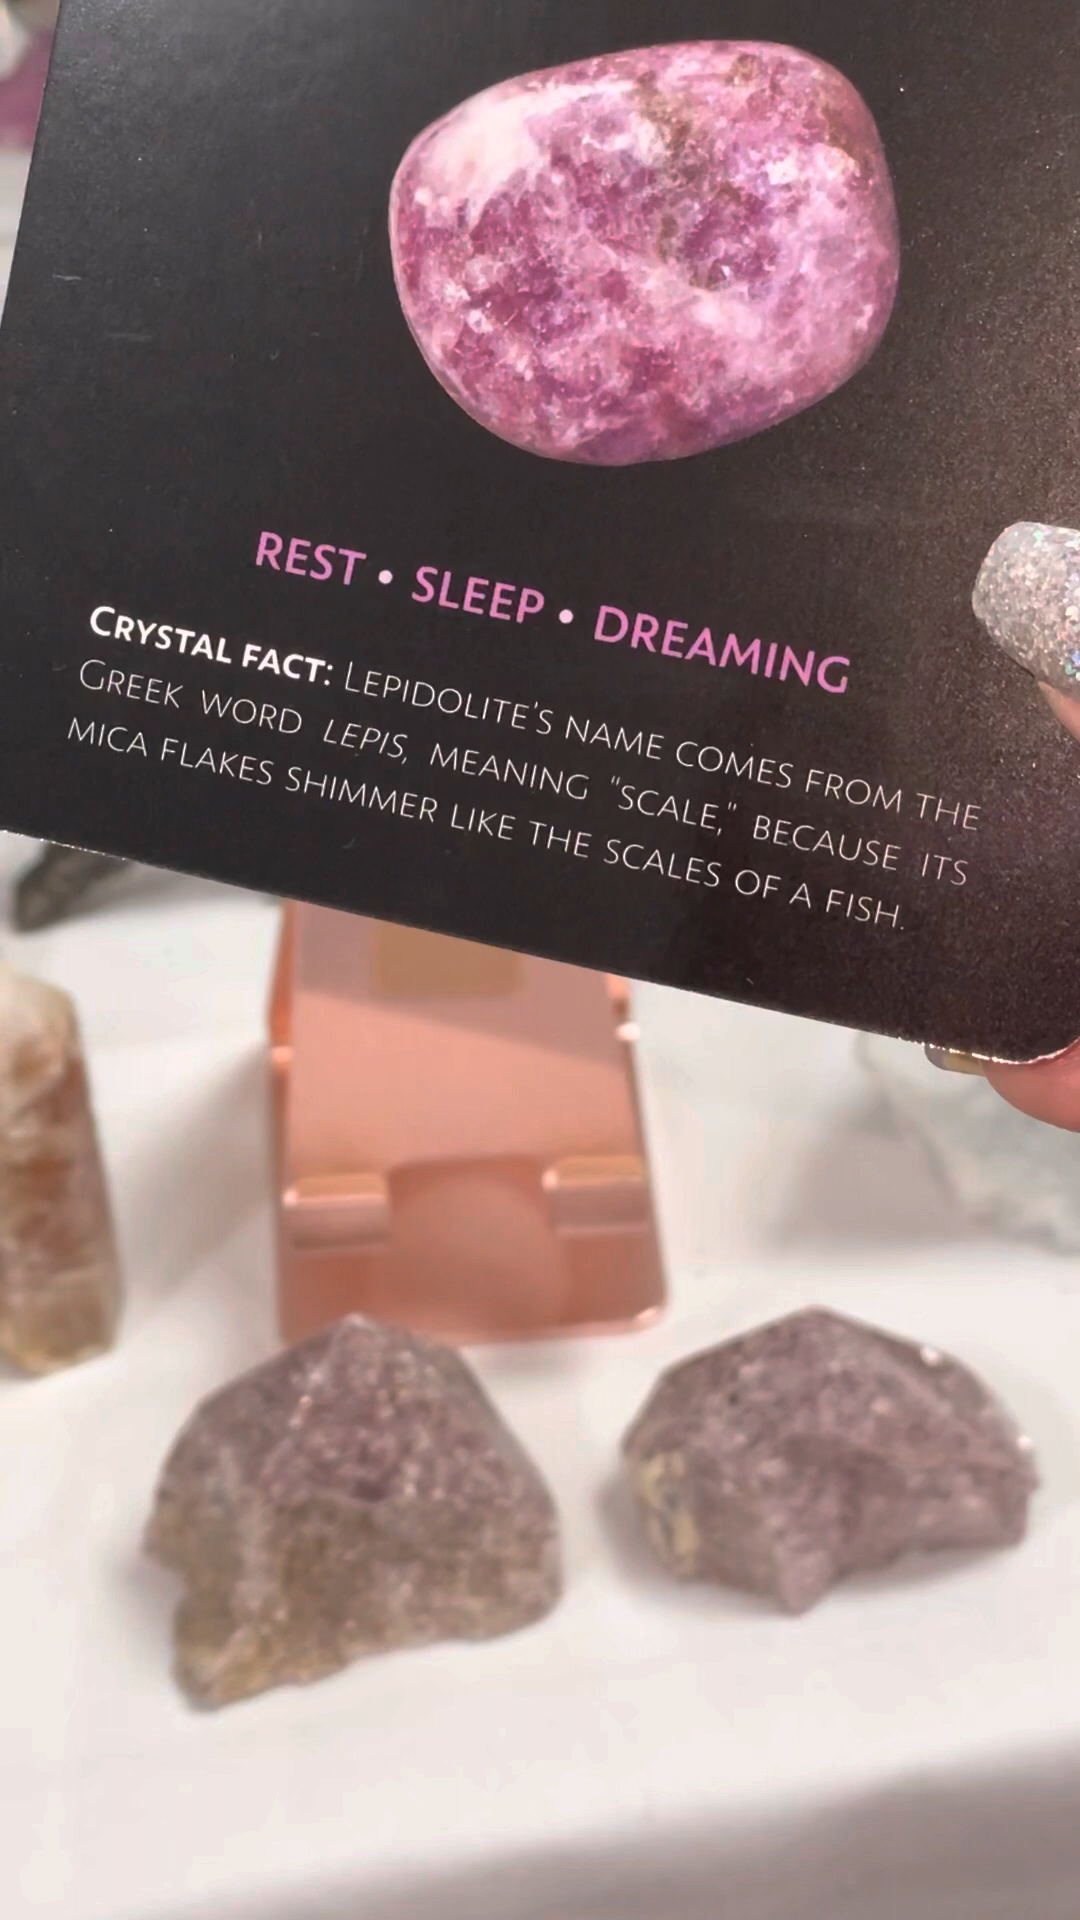 REST • SLEEP • DREAMING
CRYSTAL FACT: LEPIDOLITE'S NAME COMES FROM THE
GREEK WORD LEPIS, MEANING "SCALE," BECAUSE ITS
MICA FLAKES SHIMMER LIKE THE SCALES OF A FISH.